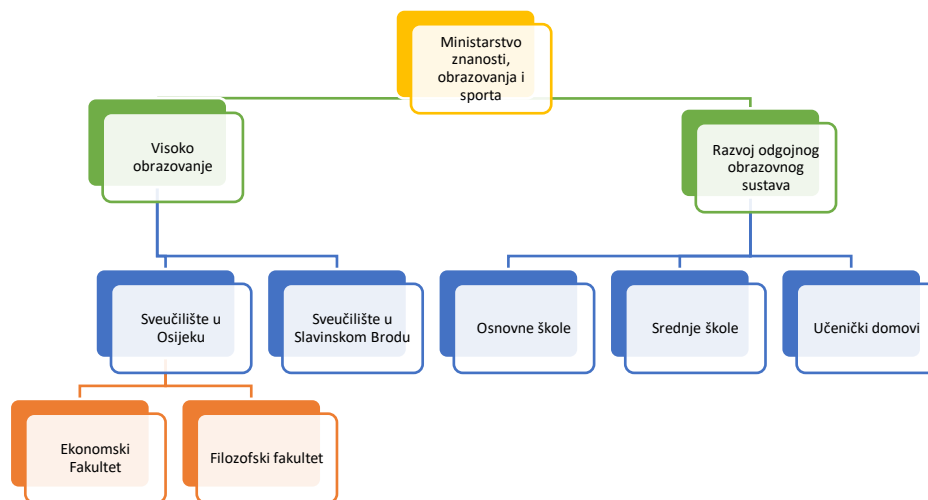 Ministarstvo
znanosti,
obrazovanja i
sporta
Visoko
obrazovanje
Razvoj odgojnog
obrazovnog
sustava
Sveučilište u
Osijeku
Sveučilište u
Slavinskom Brodu
Osnovne škole
Srednje škole
Učenički domovi
Ekonomski
Fakultet
Filozofski fakultet